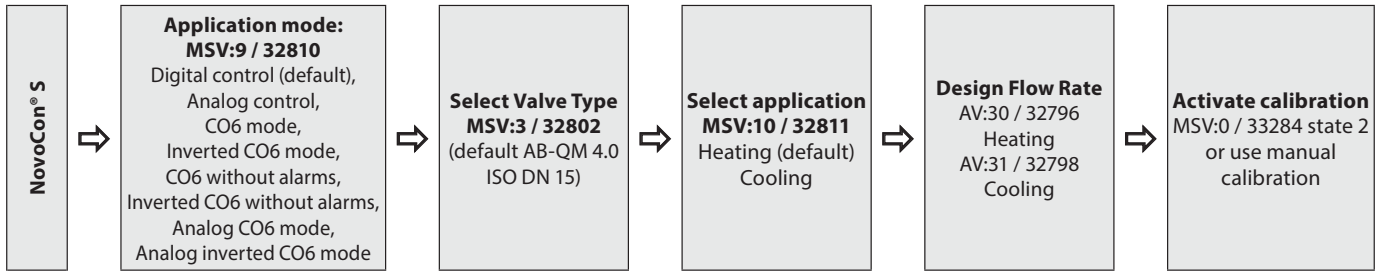 NovoCon® S
Application mode:
MSV:9 / 32810
Digital control (default),
Analog control,
CO6 mode,
Inverted CO6 mode,
CO6 without alarms,
Inverted CO6 without alarms,
Analog CO6 mode,
Analog inverted CO6 mode
Select Valve Type
MSV:3 / 32802
(default AB-QM 4.0
ISO DN 15)
Select application
MSV:10 / 32811
Heating (default)
Cooling
Design Flow Rate
AV:30 / 32796
Heating
AV:31 / 32798
Cooling
Activate calibration
MSV:0 / 33284 state 2
or use manual
calibration